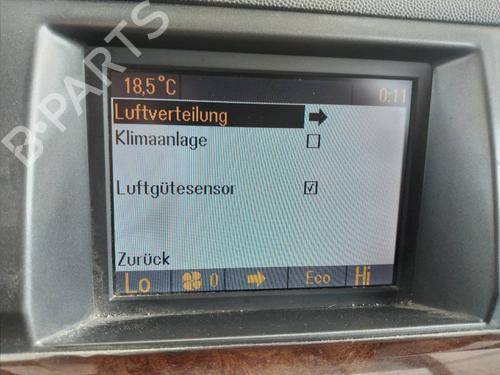 B-PARTS
18,5°C 0:11
Luftverteilung
Klimaanlage
Luftgütesensor
Zurück
Lo 0 Eco Hi